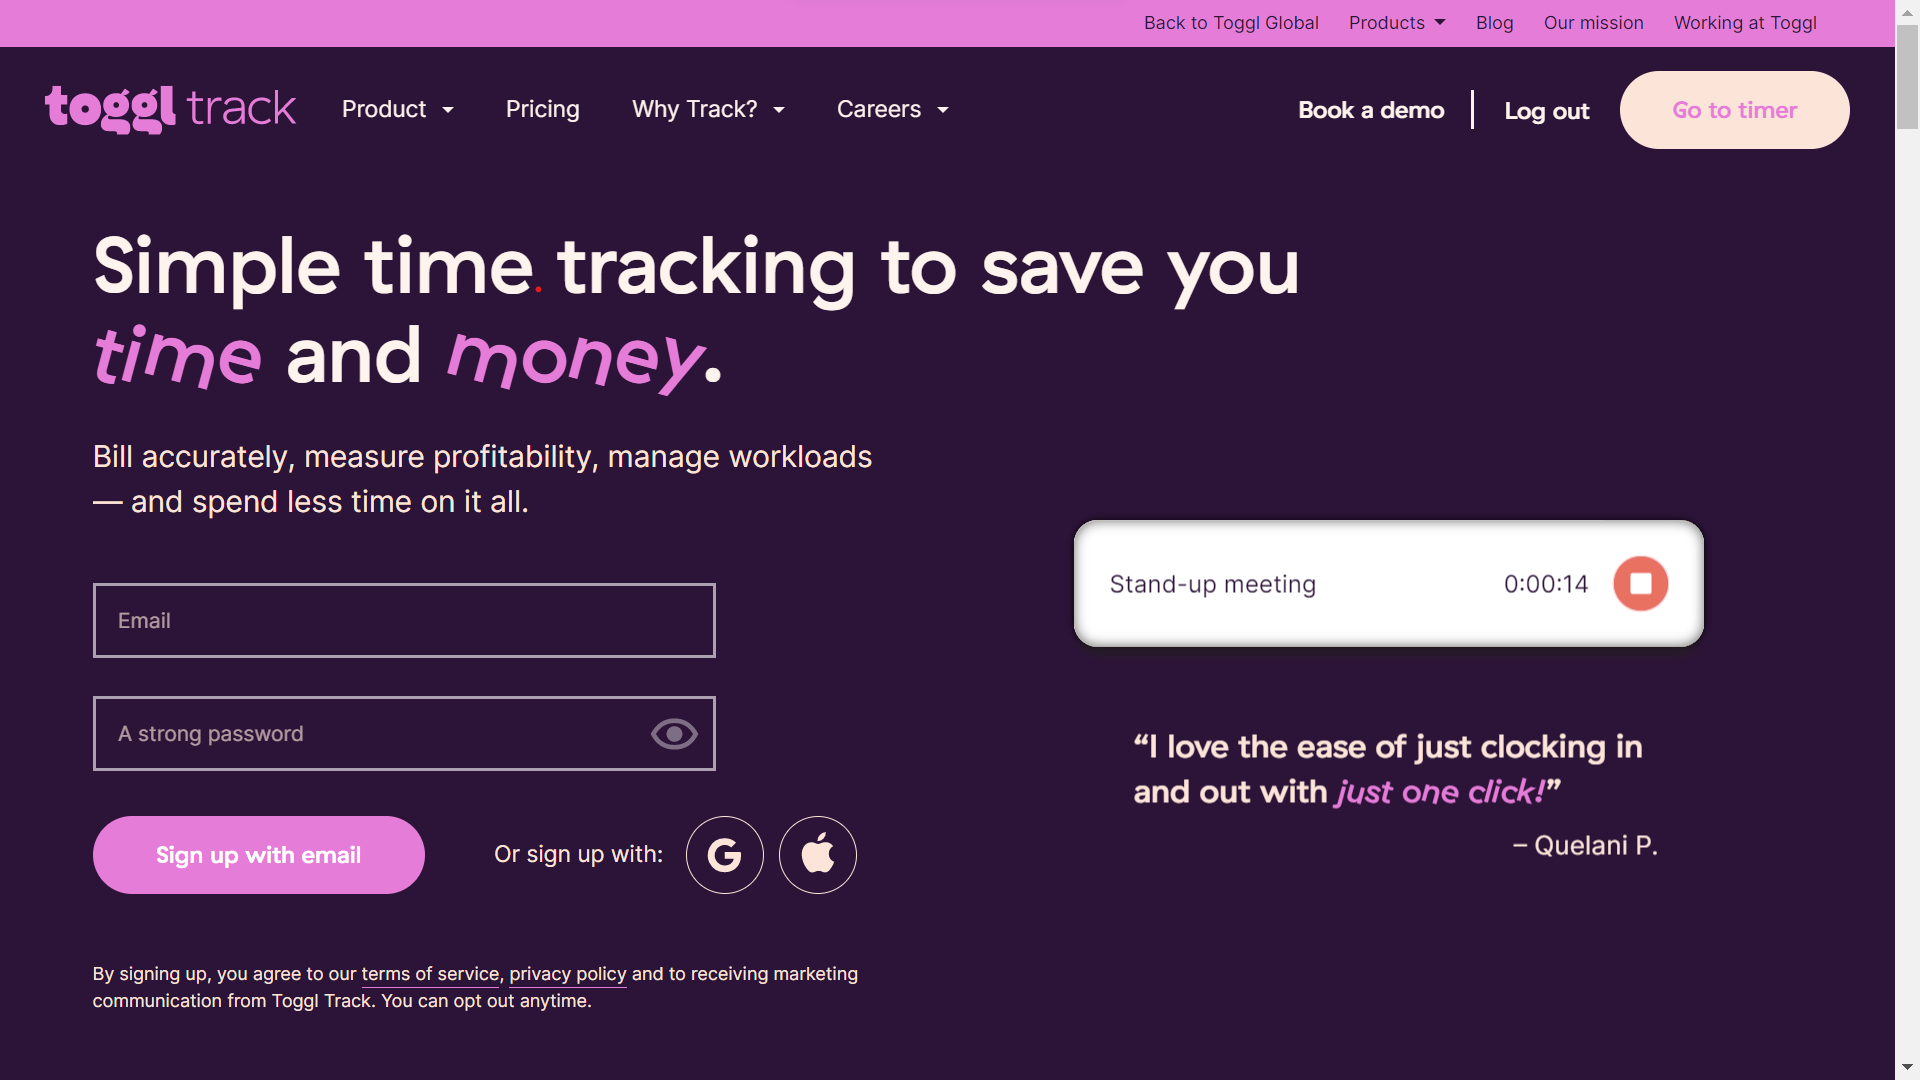 Back to Toggl Global Products Blog Our mission Working at Toggl
toggl track Product Pricing Why Track? Careers Book a demo Log out Go to timer
Simple time tracking to save you
time and money.
Bill accurately, measure profitability, manage workloads
— and spend less time on it all.
Email
A strong password
Sign up with email Or sign up with:
By signing up, you agree to our terms of service, privacy policy and to receiving marketing
communication from Toggl Track. You can opt out anytime.
Stand-up meeting 0:00:14
“I love the ease of just clocking in
and out with just one click!”
– Quelani P.